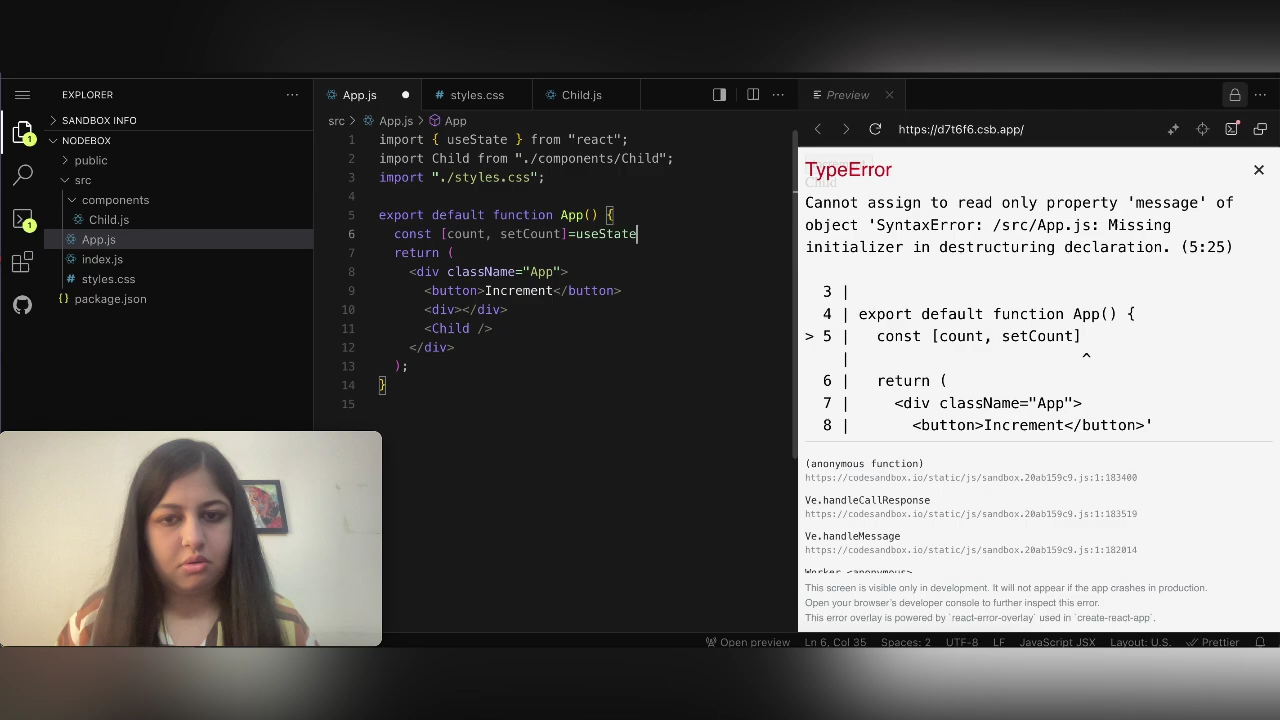 EXPLORER
SANDBOX INFO
NODEBOX
public
src
components
Child.js
App.js
index.js
styles.css
package.json
1
1
App.js
# styles.css
Child.js
src > App.js > App
1 import { useState } from "react";
2 import Child from "./components/Child";
3 import "./styles.css";
4
5 export default function App() {
6 const [count, setCount]=useState
7 return (
8 <div className="App">
9 <button>Increment</button>
10 <div></div>
11 <Child />
12 </div>
13 );
14 }
15
Preview
https://d7t6f6.csb.app/
TypeError
Child
Cannot assign to read only property 'message' of
object 'SyntaxError: /src/App.js: Missing
initializer in destructuring declaration. (5:25)
3 |
4 | export default function App() {
> 5 | const [count, setCount]
| ^
6 | return (
7 | <div className="App">
8 | <button>Increment</button>'
(anonymous function)
https://codesandbox.io/static/js/sandbox.20ab159c9.js:1:183400
Ve.handleCallResponse
https://codesandbox.io/static/js/sandbox.20ab159c9.js:1:183519
Ve.handleMessage
https://codesandbox.io/static/js/sandbox.20ab159c9.js:1:182014
Worker.<anonymous>
This screen is visible only in development. It will not appear if the app crashes in production.
Open your browser's developer console to further inspect this error.
This error overlay is powered by `react-error-overlay` used in `create-react-app`.
Open preview
Ln 6, Col 35
Spaces: 2
UTF-8
LF
JavaScript JSX
Layout: U.S.
Prettier